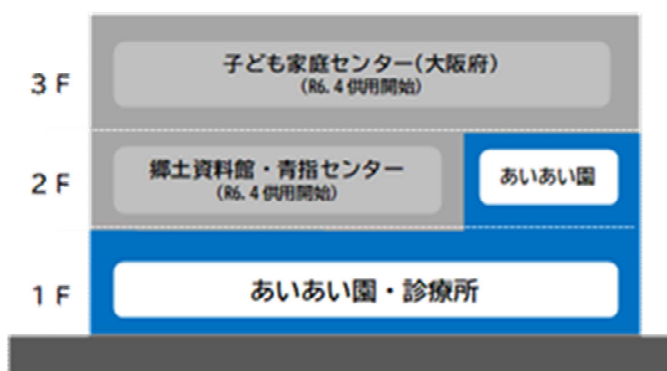 3F
子ども家庭センター(大阪府)
(R6.4供用開始)
2F
郷土資料館・青指センター
(R6.4供用開始)
あいあい園
1F
あいあい園・診療所